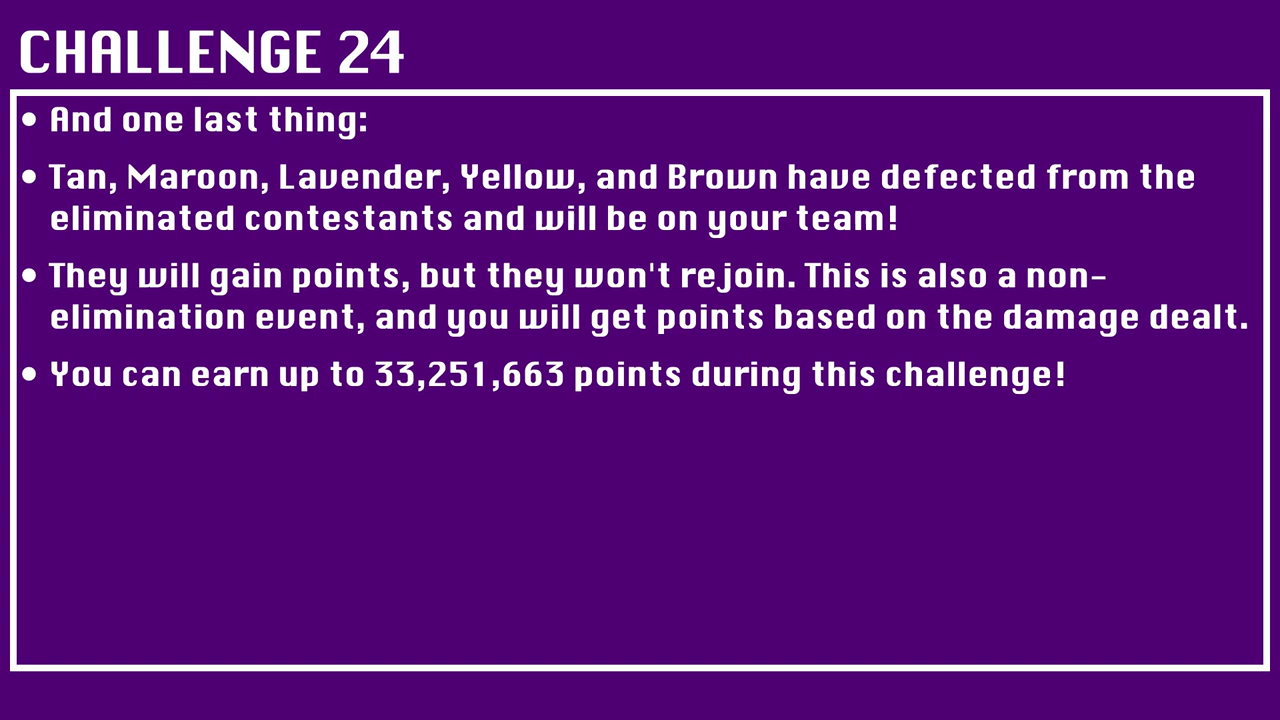 CHALLENGE 24
• And one last thing:
• Tan, Maroon, Lavender, Yellow, and Brown have defected from the
eliminated contestants and will be on your team!
• They will gain points, but they won't rejoin. This is also a non-
elimination event, and you will get points based on the damage dealt.
• You can earn up to 33,251,663 points during this challenge!